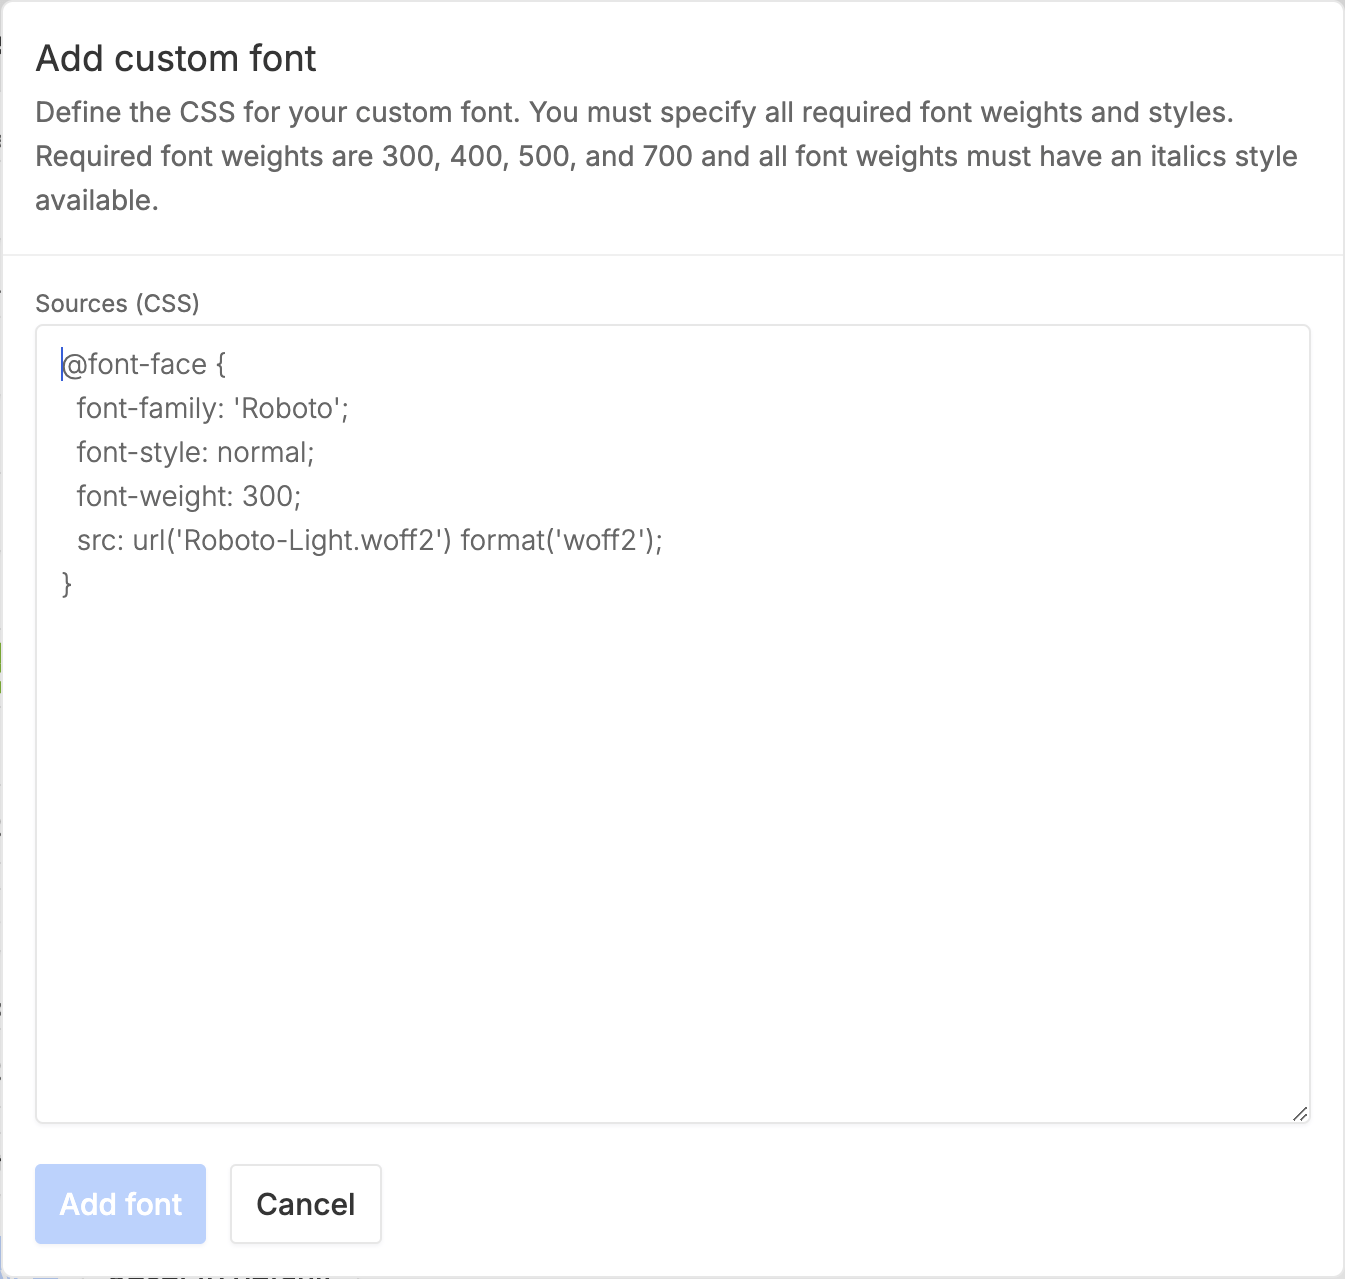 Add custom font
Define the CSS for your custom font. You must specify all required font weights and styles.
Required font weights are 300, 400, 500, and 700 and all font weights must have an italics style
available.
Sources (CSS)
@font-face {
  font-family: 'Roboto';
  font-style: normal;
  font-weight: 300;
  src: url('Roboto-Light.woff2') format('woff2');
}
Add font
Cancel